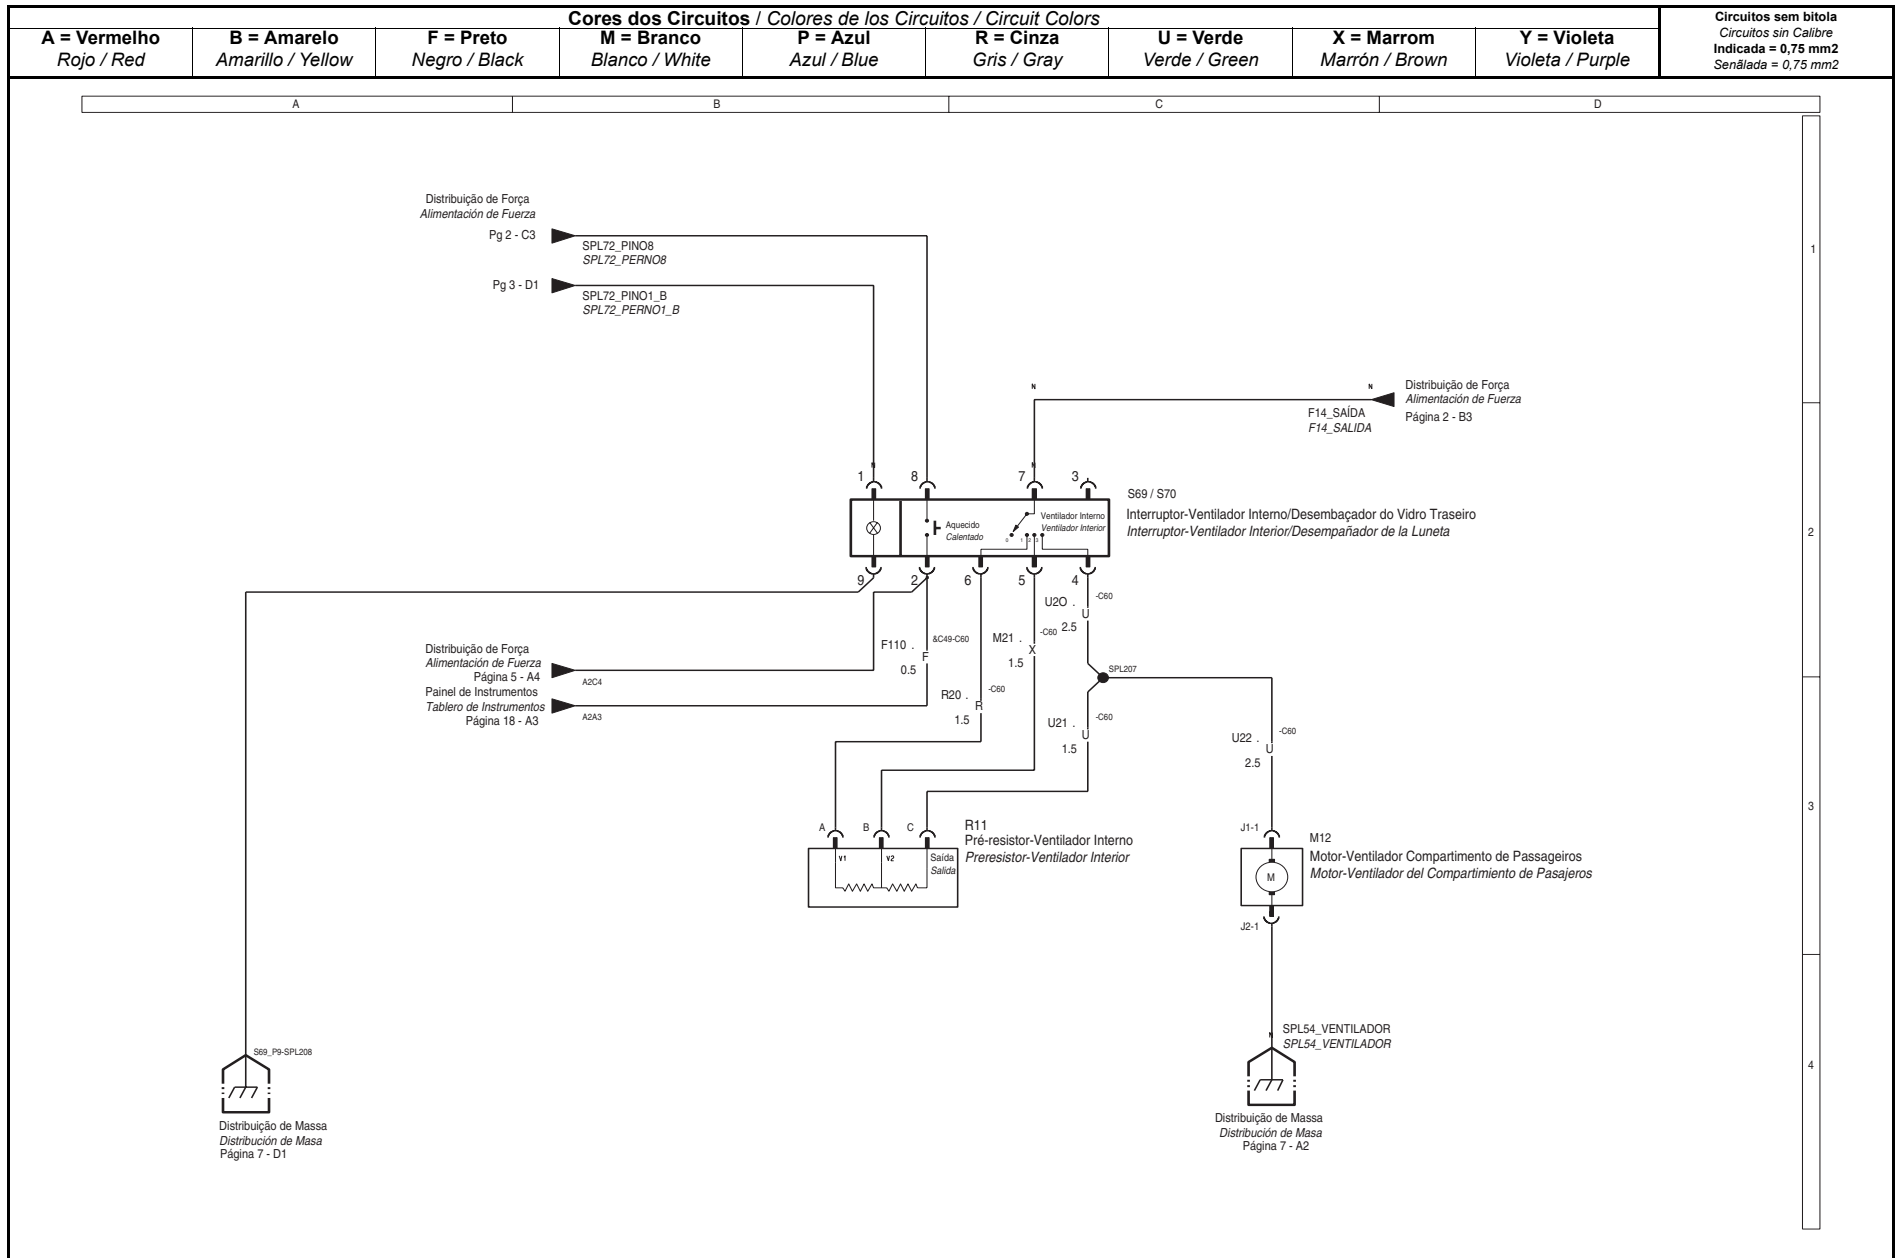 Cores dos Circuitos / Colores de los Circuitos / Circuit Colors
A = Vermelho
Rojo / Red
B = Amarelo
Amarillo / Yellow
F = Preto
Negro / Black
M = Branco
Blanco / White
P = Azul
Azul / Blue
R = Cinza
Gris / Gray
U = Verde
Verde / Green
X = Marrom
Marrón / Brown
Y = Violeta
Violeta / Purple
Circuitos sem bitola
Circuitos sin Calibre
Indicada = 0,75 mm2
Senãlada = 0,75 mm2
A
B
C
D
1
2
3
4
Distribuição de Força
Alimentación de Fuerza
Pg 2 - C3
SPL72_PINO8
SPL72_PERNO8
Pg 3 - D1
SPL72_PINO1_B
SPL72_PERNO1_B
N
N
Distribuição de Força
Alimentación de Fuerza
Página 2 - B3
F14_SAÍDA
F14_SALIDA
1
N
8
7
N
3
S69 / S70
Interruptor-Ventilador Interno/Desembaçador do Vidro Traseiro
Interruptor-Ventilador Interior/Desempañador de la Luneta
Aquecido
Calentado
Ventilador Interno
Ventilador Interior
0 1 2 3
9
2
6
5
4
U2O .
-C60
U
2.5
F110 .
&C49-C60
F
0.5
M21 .
-C60
X
1.5
SPL207
Distribuição de Força
Alimentación de Fuerza
Página 5 - A4
A2C4
Painel de Instrumentos
Tablero de Instrumentos
Página 18 - A3
A2A3
R20 .
-C60
R
1.5
U21 .
-C60
U
1.5
U22 .
-C60
U
2.5
A
B
C
R11
Pré-resistor-Ventilador Interno
Preresistor-Ventilador Interior
V1
V2
Saída
Salida
J1-1
M12
Motor-Ventilador Compartimento de Passageiros
Motor-Ventilador del Compartimiento de Pasajeros
M
J2-1
S69_P9-SPL208
Distribuição de Massa
Distribución de Masa
Página 7 - D1
N
SPL54_VENTILADOR
SPL54_VENTILADOR
Distribuição de Massa
Distribución de Masa
Página 7 - A2